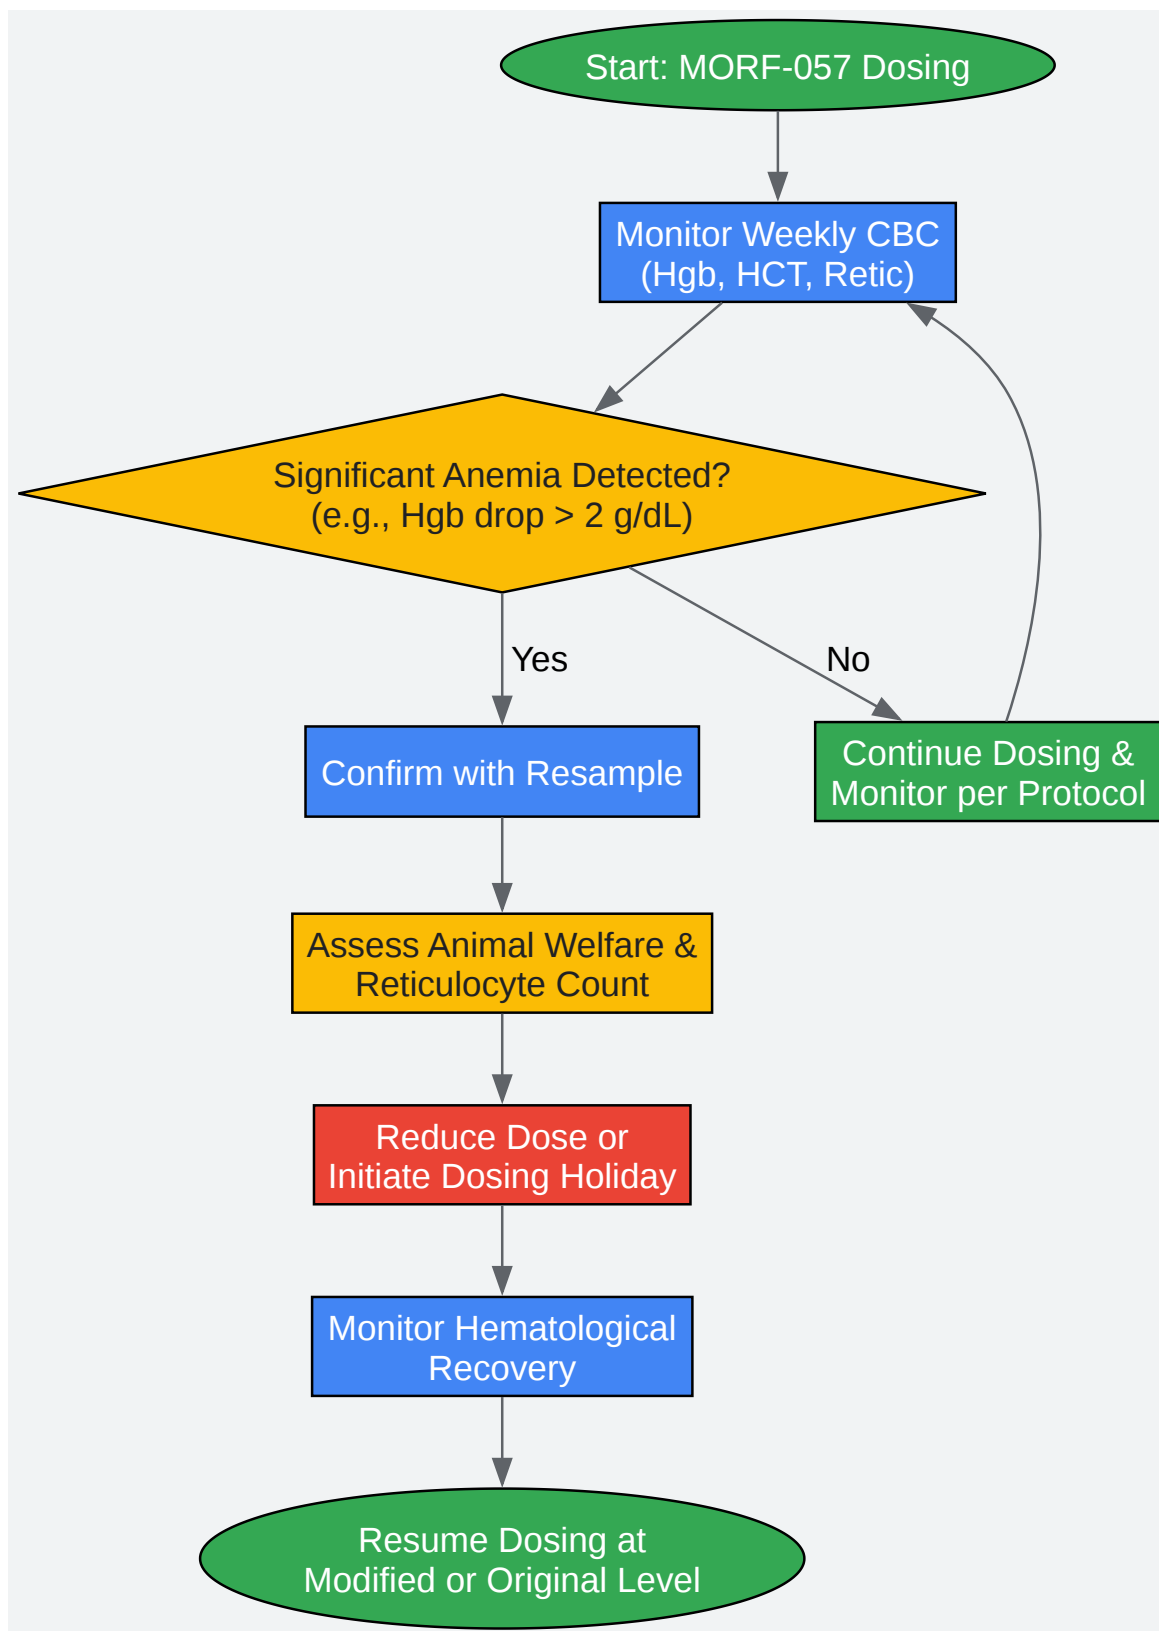 Start: MORF-057 Dosing
Monitor Weekly CBC
(Hgb, HCT, Retic)
Significant Anemia Detected?
(e.g., Hgb drop > 2 g/dL)
Yes
No
Confirm with Resample
Continue Dosing &
Monitor per Protocol
Assess Animal Welfare &
Reticulocyte Count
Reduce Dose or
Initiate Dosing Holiday
Monitor Hematological
Recovery
Resume Dosing at
Modified or Original Level